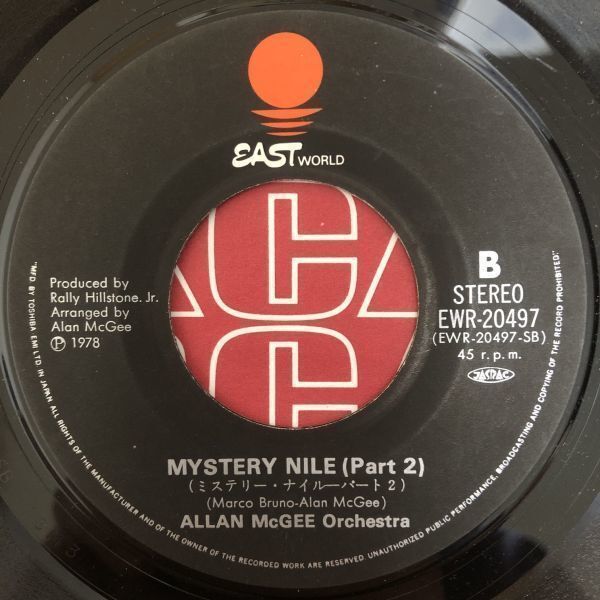 EAST WORLD
Produced by
Rally Hillstone. Jr.
Arranged by
Alan McGee
Ⓟ 1978
B
STEREO
EWR-20497
(EWR-20497-SB)
45 r.p.m.
JASRAC
MYSTERY NILE (Part 2)
(ミステリー・ナイル―パート2)
(Marco Bruno-Alan McGee)
ALLAN McGEE Orchestra
"MFD BY TOSHIBA EMI LTD. IN JAPAN ALL RIGHTS OF THE MANUFACTURER AND OF THE OWNER OF THE RECORDED WORK ARE RESERVED. UNAUTHORIZED PUBLIC PERFORMANCE, BROADCASTING AND COPYING OF THE RECORD PROHIBITED."
C
C